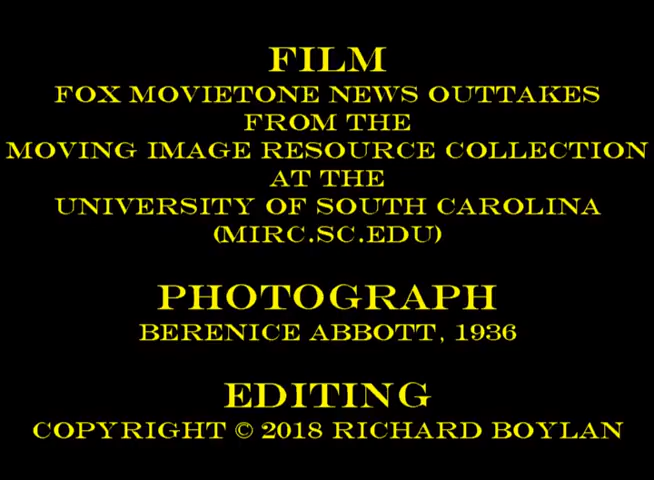 FILM
FOX MOVIETONE NEWS OUTTAKES
FROM THE
MOVING IMAGE RESOURCE COLLECTION
AT THE
UNIVERSITY OF SOUTH CAROLINA
(MIRC.SC.EDU)
PHOTOGRAPH
BERENICE ABBOTT, 1936
EDITING
COPYRIGHT © 2018 RICHARD BOYLAN